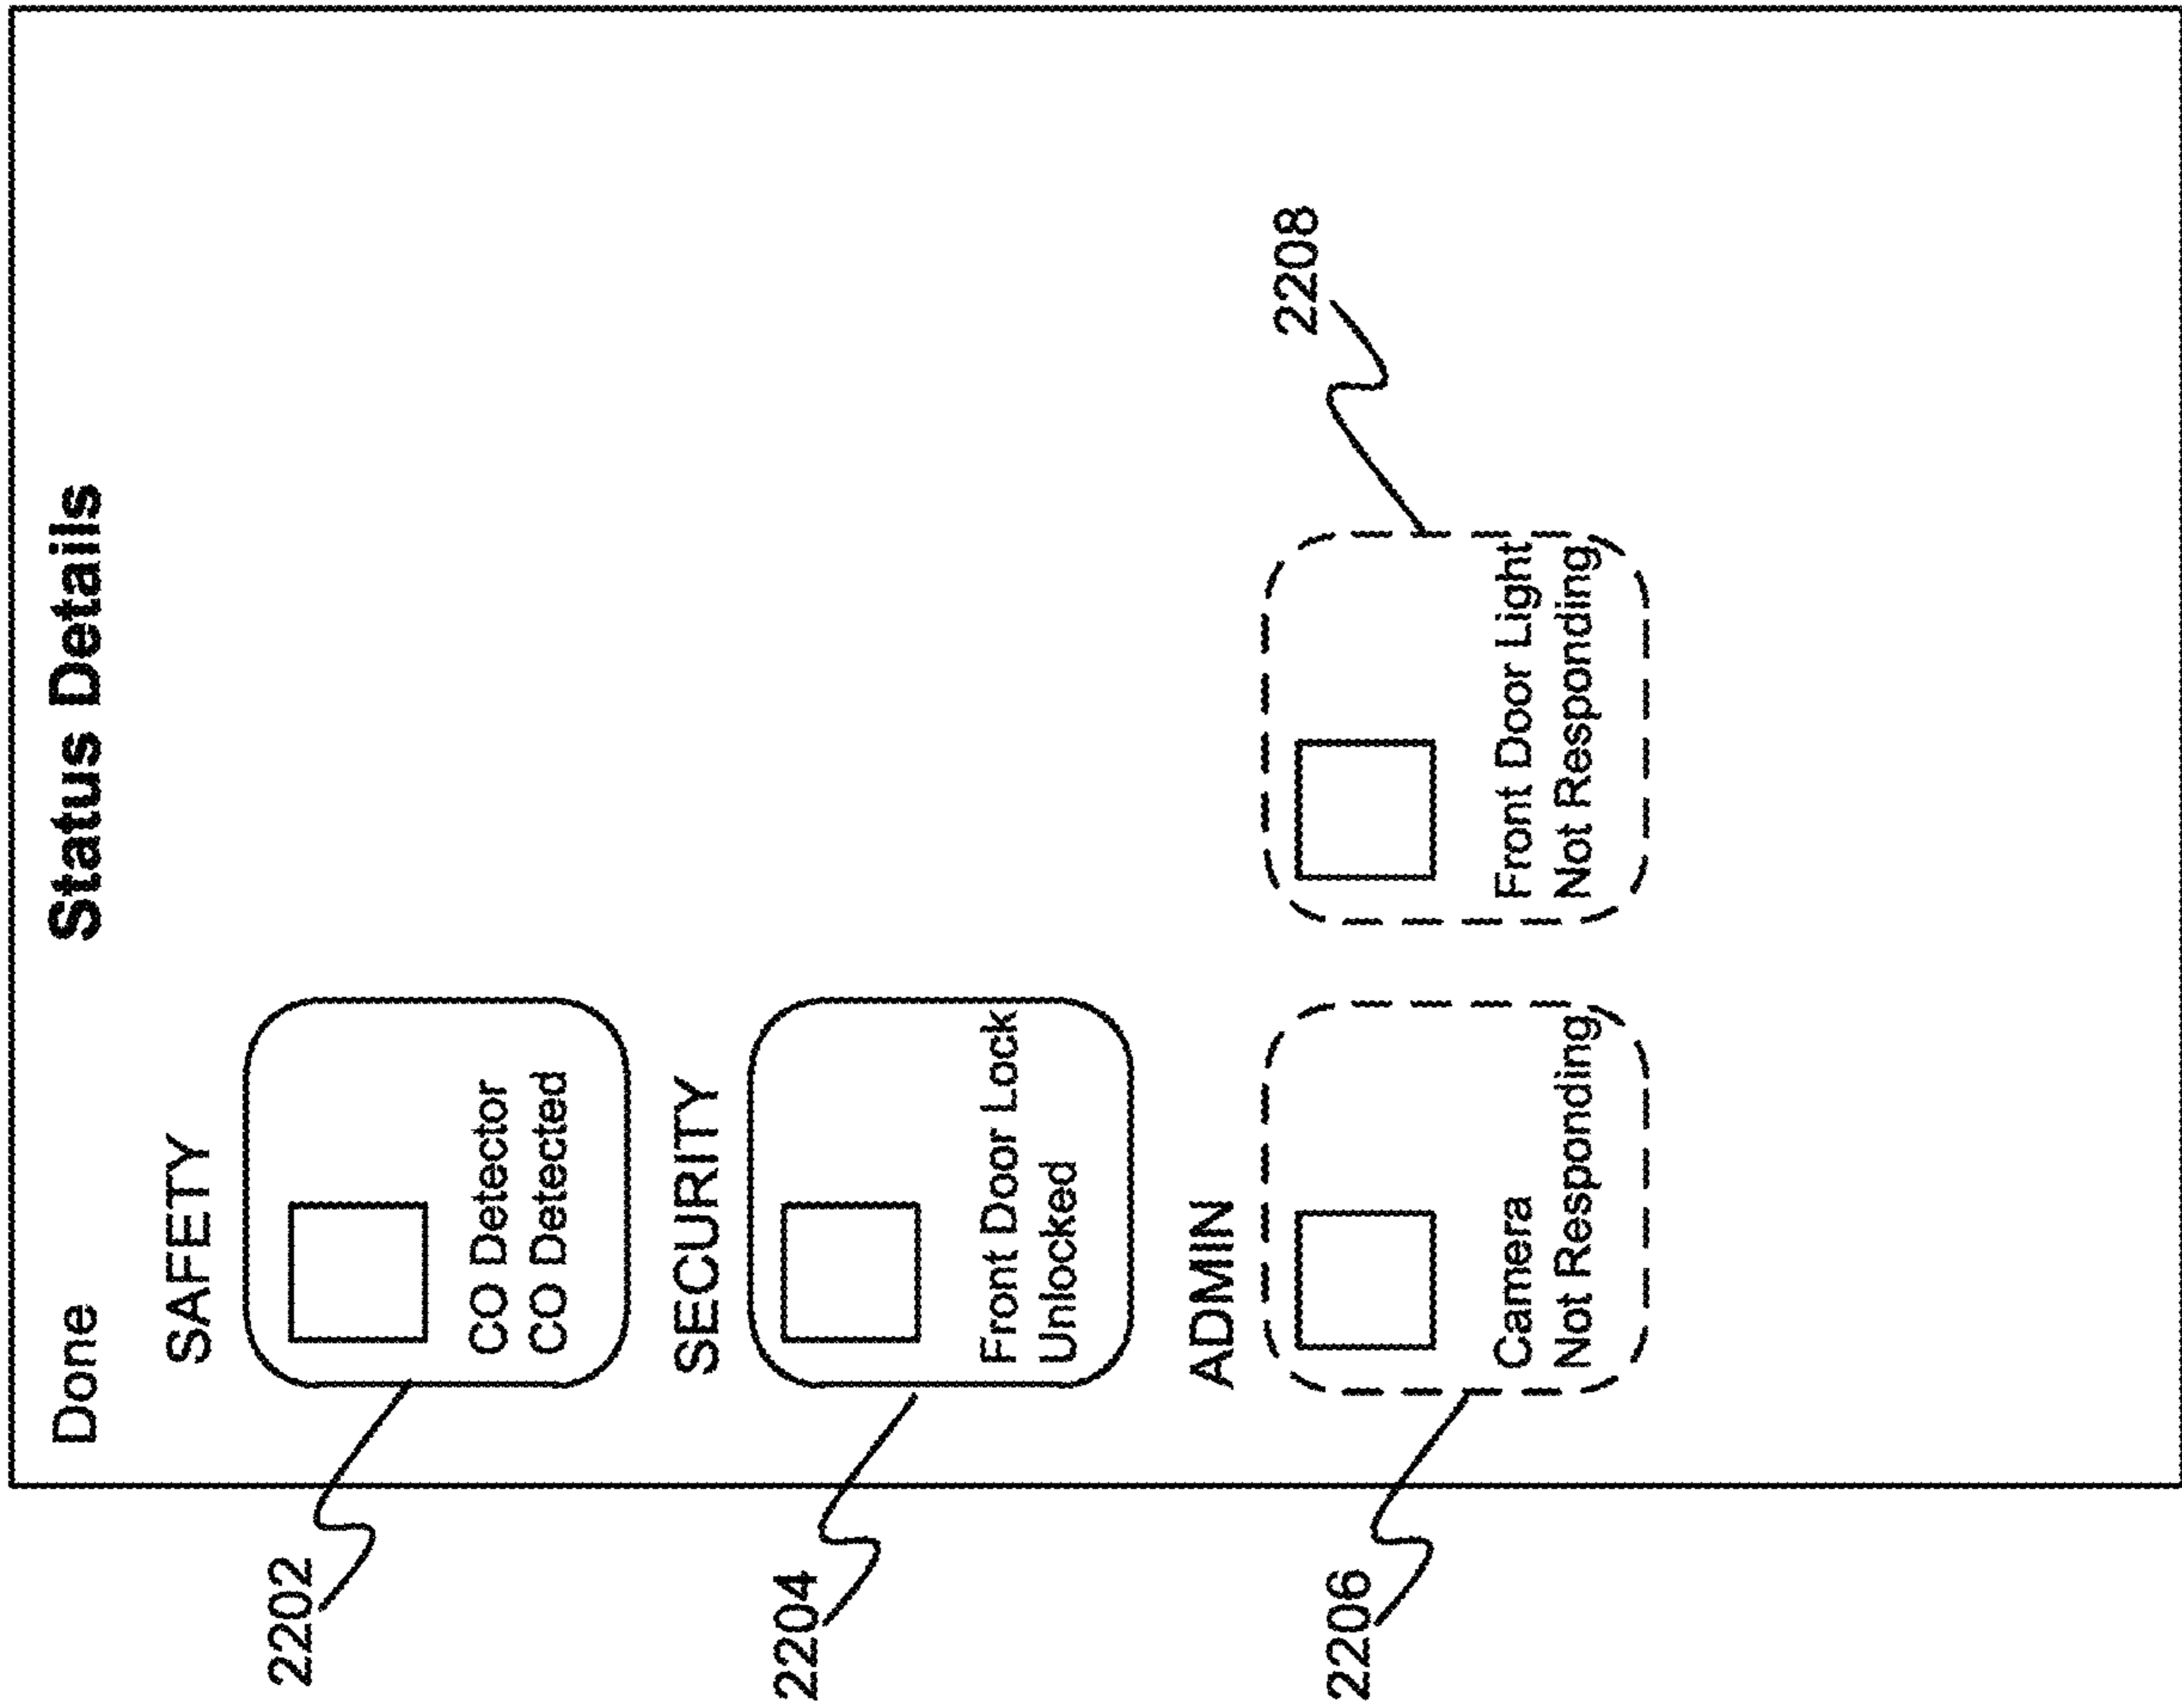 Done
Status Details
SAFETY
2202
CO Detector
CO Detected
SECURITY
2204
Front Door Lock
Unlocked
ADMIN
2206
Camera
Not Responding
2208
Front Door Light
Not Responding